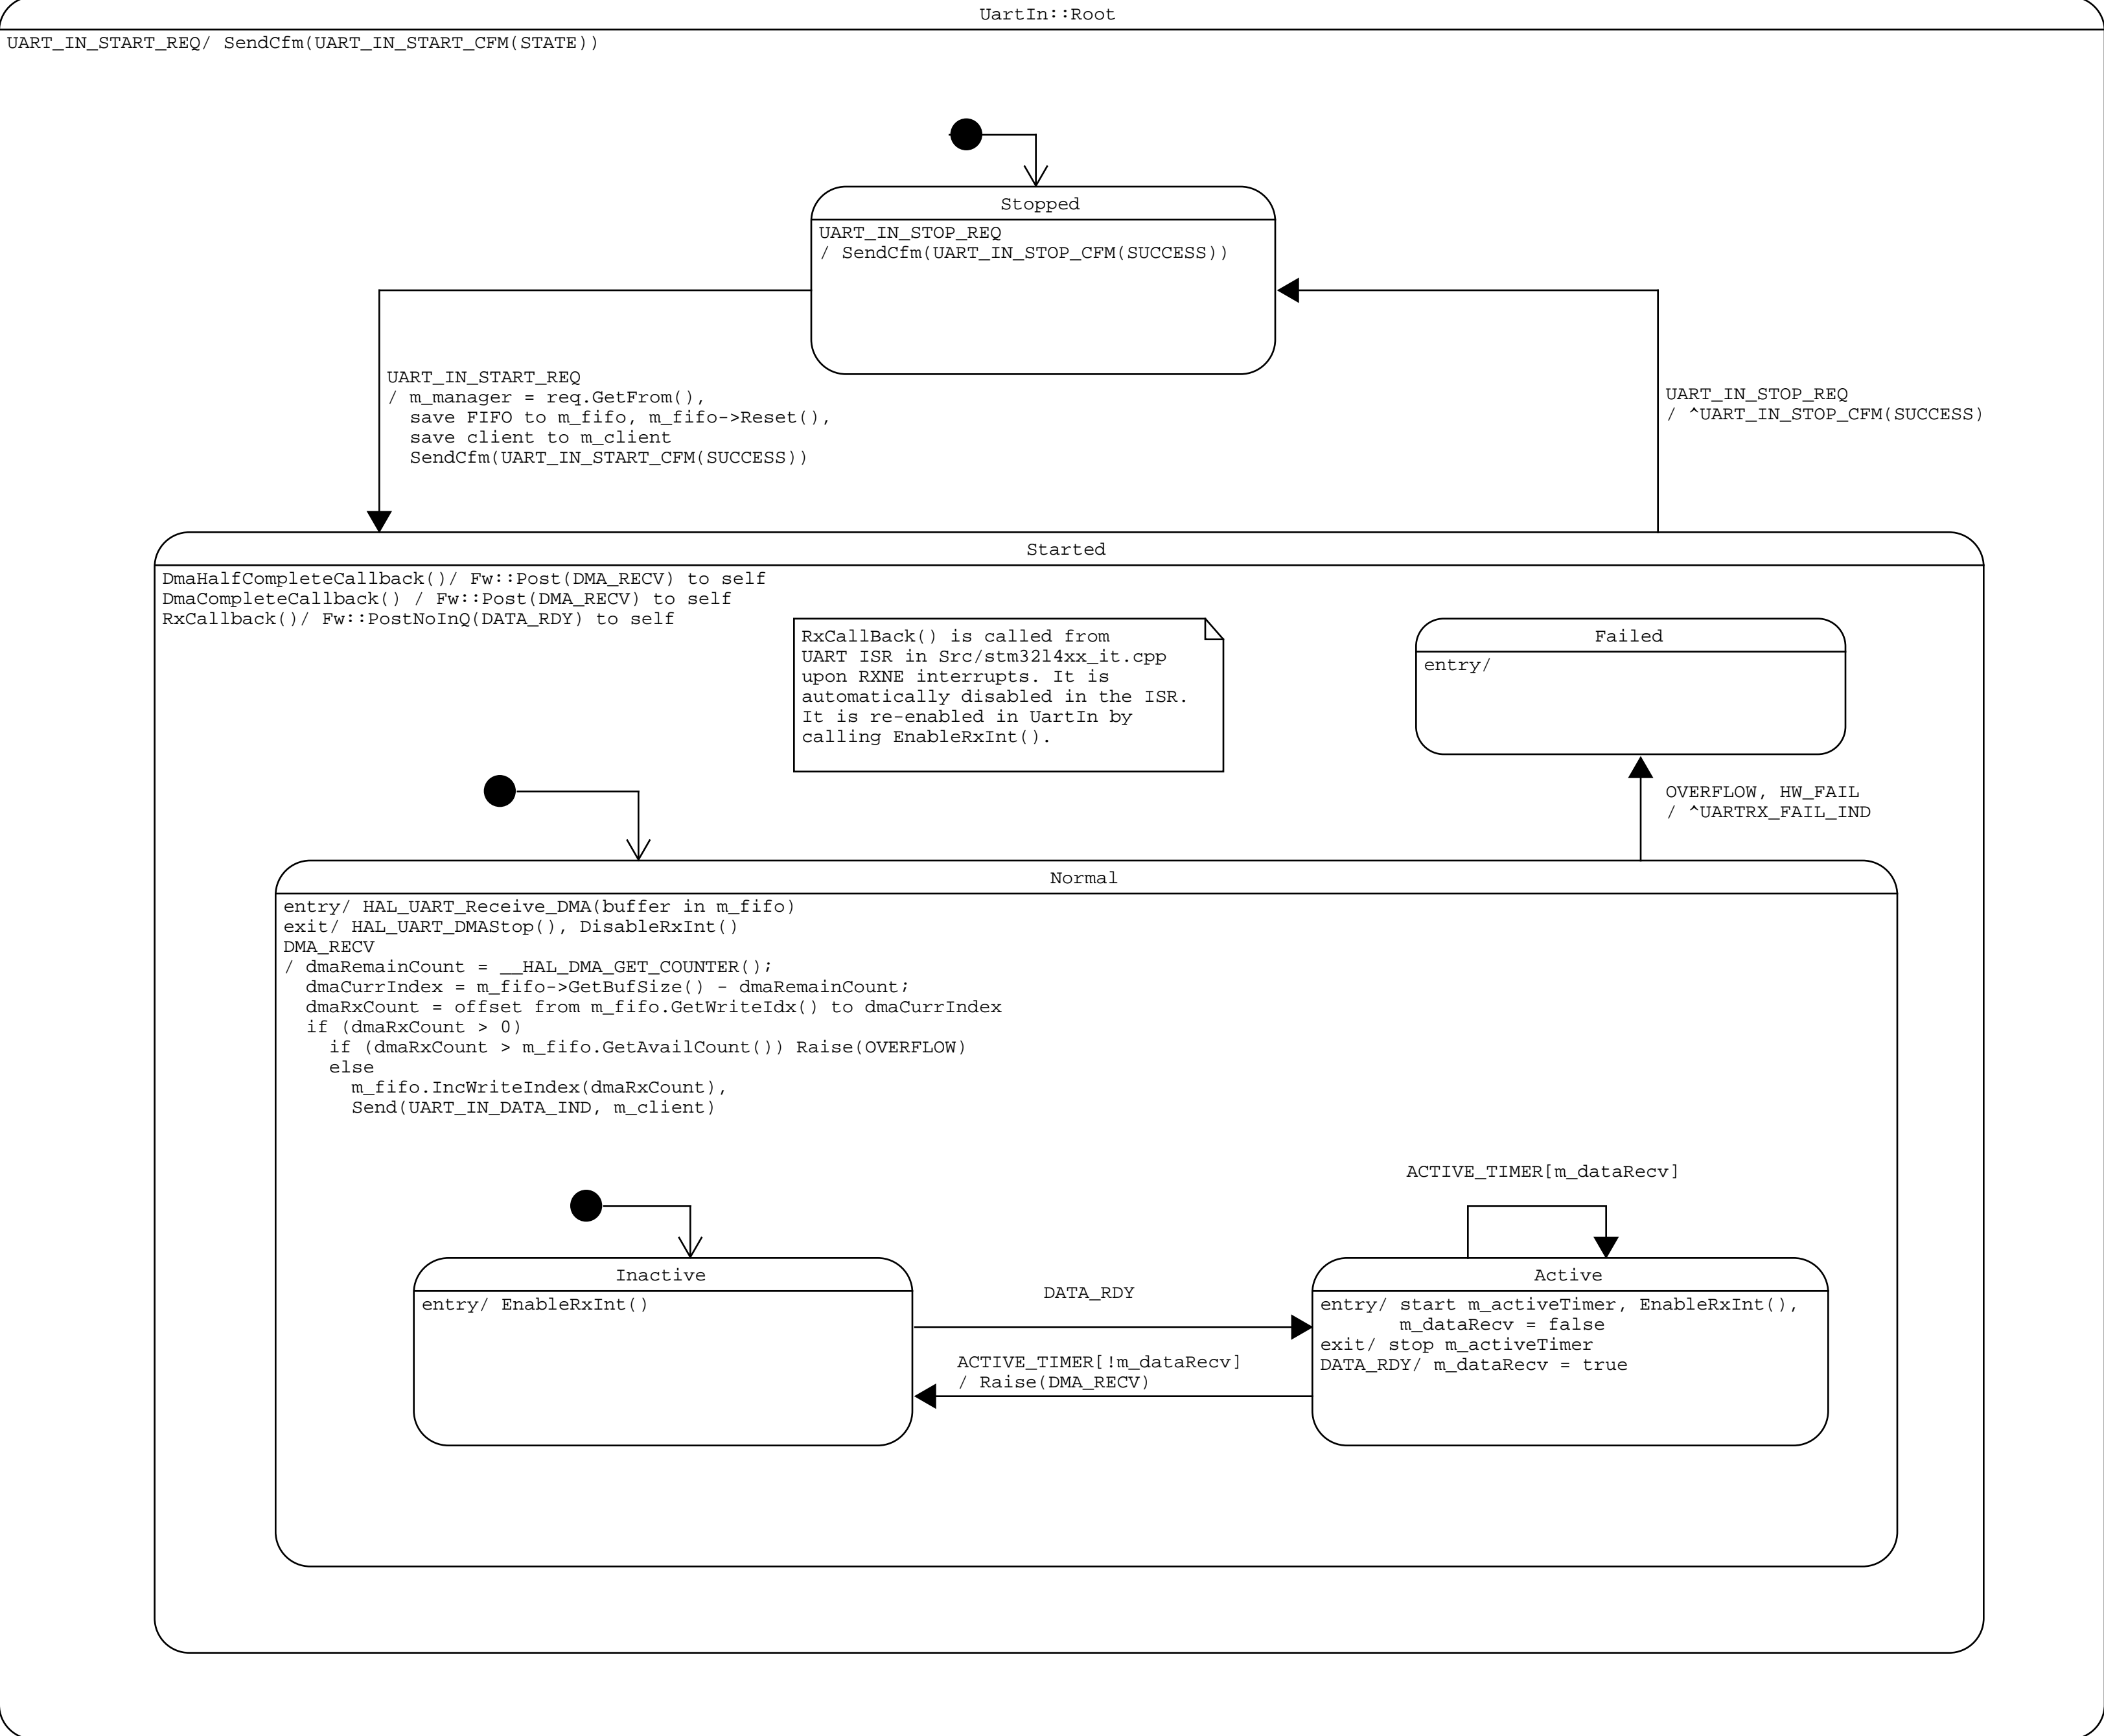 UartIn::Root
UART_IN_START_REQ/ SendCfm(UART_IN_START_CFM(STATE))
Stopped
UART_IN_STOP_REQ
/ SendCfm(UART_IN_STOP_CFM(SUCCESS))
UART_IN_START_REQ
/ m_manager = req.GetFrom(),
save FIFO to m_fifo, m_fifo->Reset(),
save client to m_client
SendCfm(UART_IN_START_CFM(SUCCESS))
UART_IN_STOP_REQ
/ ^UART_IN_STOP_CFM(SUCCESS)
Started
DmaHalfCompleteCallback()/ Fw::Post(DMA_RECV) to self
DmaCompleteCallback() / Fw::Post(DMA_RECV) to self
RxCallback()/ Fw::PostNoInQ(DATA_RDY) to self
RxCallBack() is called from
UART ISR in Src/stm32l4xx_it.cpp
upon RXNE interrupts. It is
automatically disabled in the ISR.
It is re-enabled in UartIn by
calling EnableRxInt().
Failed
entry/
OVERFLOW, HW_FAIL
/ ^UARTRX_FAIL_IND
Normal
entry/ HAL_UART_Receive_DMA(buffer in m_fifo)
exit/ HAL_UART_DMAStop(), DisableRxInt()
DMA_RECV
/ dmaRemainCount = __HAL_DMA_GET_COUNTER();
dmaCurrIndex = m_fifo->GetBufSize() - dmaRemainCount;
dmaRxCount = offset from m_fifo.GetWriteIdx() to dmaCurrIndex
if (dmaRxCount > 0)
if (dmaRxCount > m_fifo.GetAvailCount()) Raise(OVERFLOW)
else
m_fifo.IncWriteIndex(dmaRxCount),
Send(UART_IN_DATA_IND, m_client)
ACTIVE_TIMER[m_dataRecv]
Inactive
entry/ EnableRxInt()
DATA_RDY
ACTIVE_TIMER[!m_dataRecv]
/ Raise(DMA_RECV)
Active
entry/ start m_activeTimer, EnableRxInt(),
m_dataRecv = false
exit/ stop m_activeTimer
DATA_RDY/ m_dataRecv = true